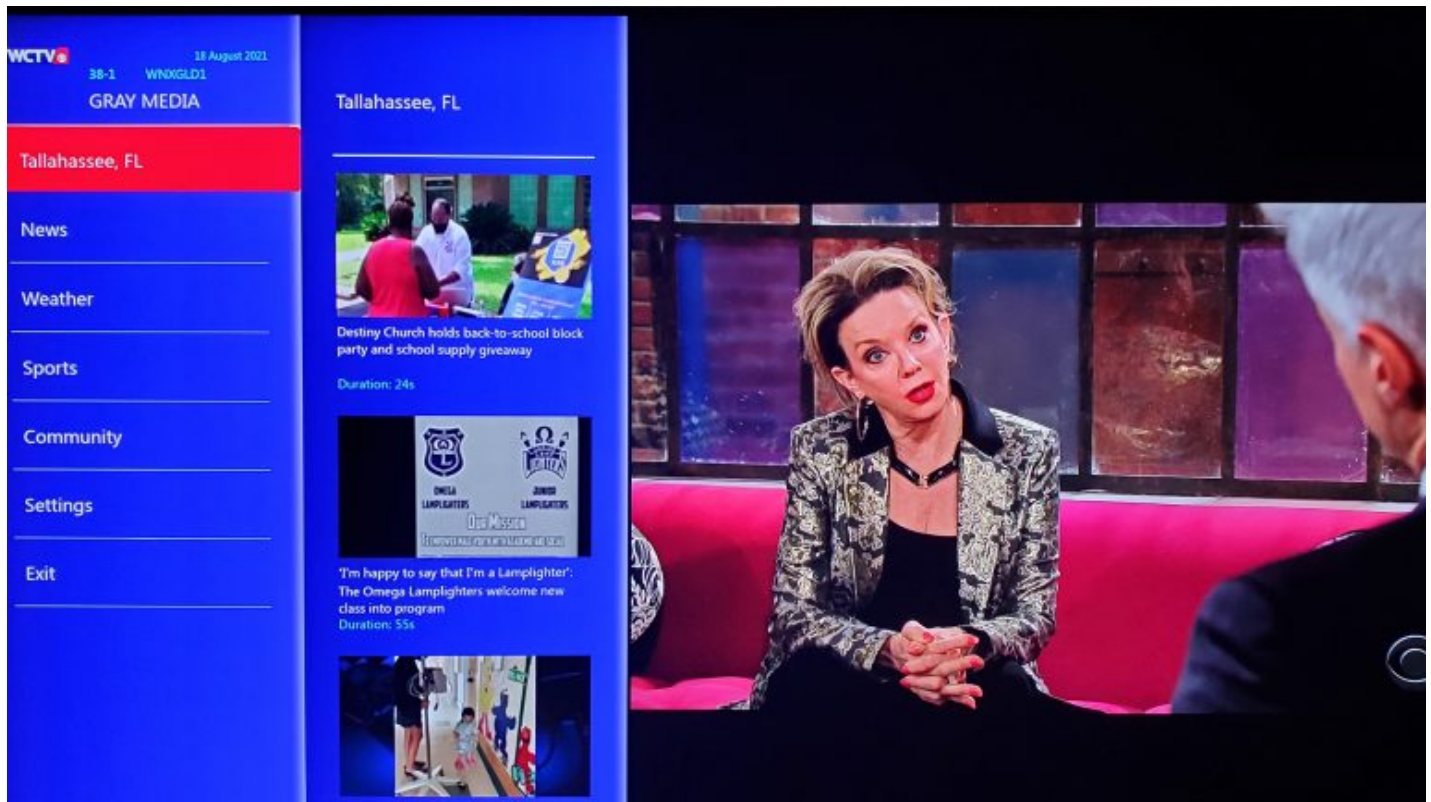 WCTV
18 August 2021
38-1 WNXGLD1
GRAY MEDIA
Tallahassee, FL
News
Weather
Sports
Community
Settings
Exit
Tallahassee, FL
Destiny Church holds back-to-school block
party and school supply giveaway
Duration: 24s
OMEGA
LAMPLIGHTERS
JUNIOR
LAMPLIGHTERS
OUR MISSION
'I'm happy to say that I'm a Lamplighter':
The Omega Lamplighters welcome new
class into program
Duration: 55s